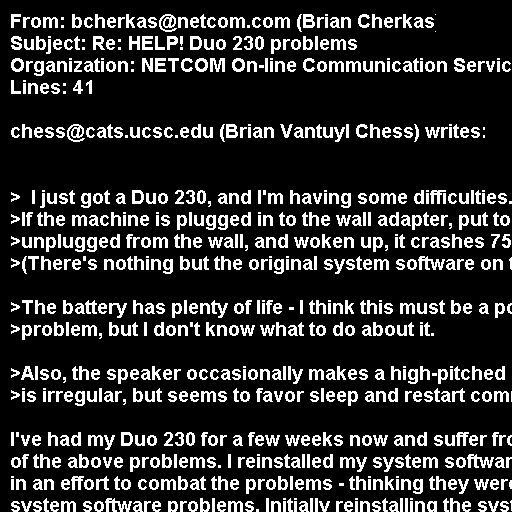 From: bcherkas@netcom.com (Brian Cherkas)
Subject: Re: HELP! Duo 230 problems
Organization: NETCOM On-line Communication Servic
Lines: 41
chess@cats.ucsc.edu (Brian Vantuyl Chess) writes:
>  I just got a Duo 230, and I'm having some difficulties.
>If the machine is plugged in to the wall adapter, put to
>unplugged from the wall, and woken up, it crashes 75
>(There's nothing but the original system software on t
>The battery has plenty of life - I think this must be a po
>problem, but I don't know what to do about it.
>Also, the speaker occasionally makes a high-pitched
>is irregular, but seems to favor sleep and restart com
I've had my Duo 230 for a few weeks now and suffer fro
of the above problems. I reinstalled my system softwar
in an effort to combat the problems - thinking they were
system software problems. Initially reinstalling the sys